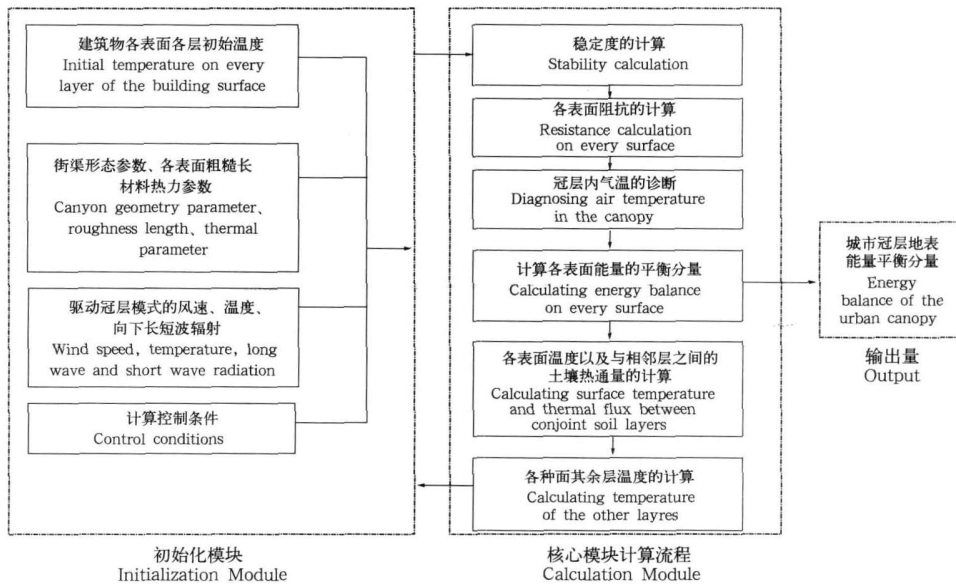 建筑物各表面各层初始温度
Initial temperature on every
layer of the building surface
街渠形态参数、各表面粗糙长
材料热力参数
Canyon geometry parameter、
roughness length、thermal
parameter
驱动冠层模式的风速、温度、
向下长短波辐射
Wind speed, temperature, long
wave and short wave radiation
计算控制条件
Control conditions
初始化模块
Initialization Module
稳定度的计算
Stability calculation
各表面阻抗的计算
Resistance calculation
on every surface
冠层内气温的诊断
Diagnosing air temperature
in the canopy
计算各表面能量的平衡分量
Calculating energy balance
on every surface
各表面温度以及与相邻层之间的
土壤热通量的计算
Calculating surface temperature
and thermal flux between
conjoint soil layers
各种面其余层温度的计算
Calculating temperature
of the other layres
核心模块计算流程
Calculation Module
城市冠层地表
能量平衡分量
Energy
balance of the
urban canopy
输出量
Output